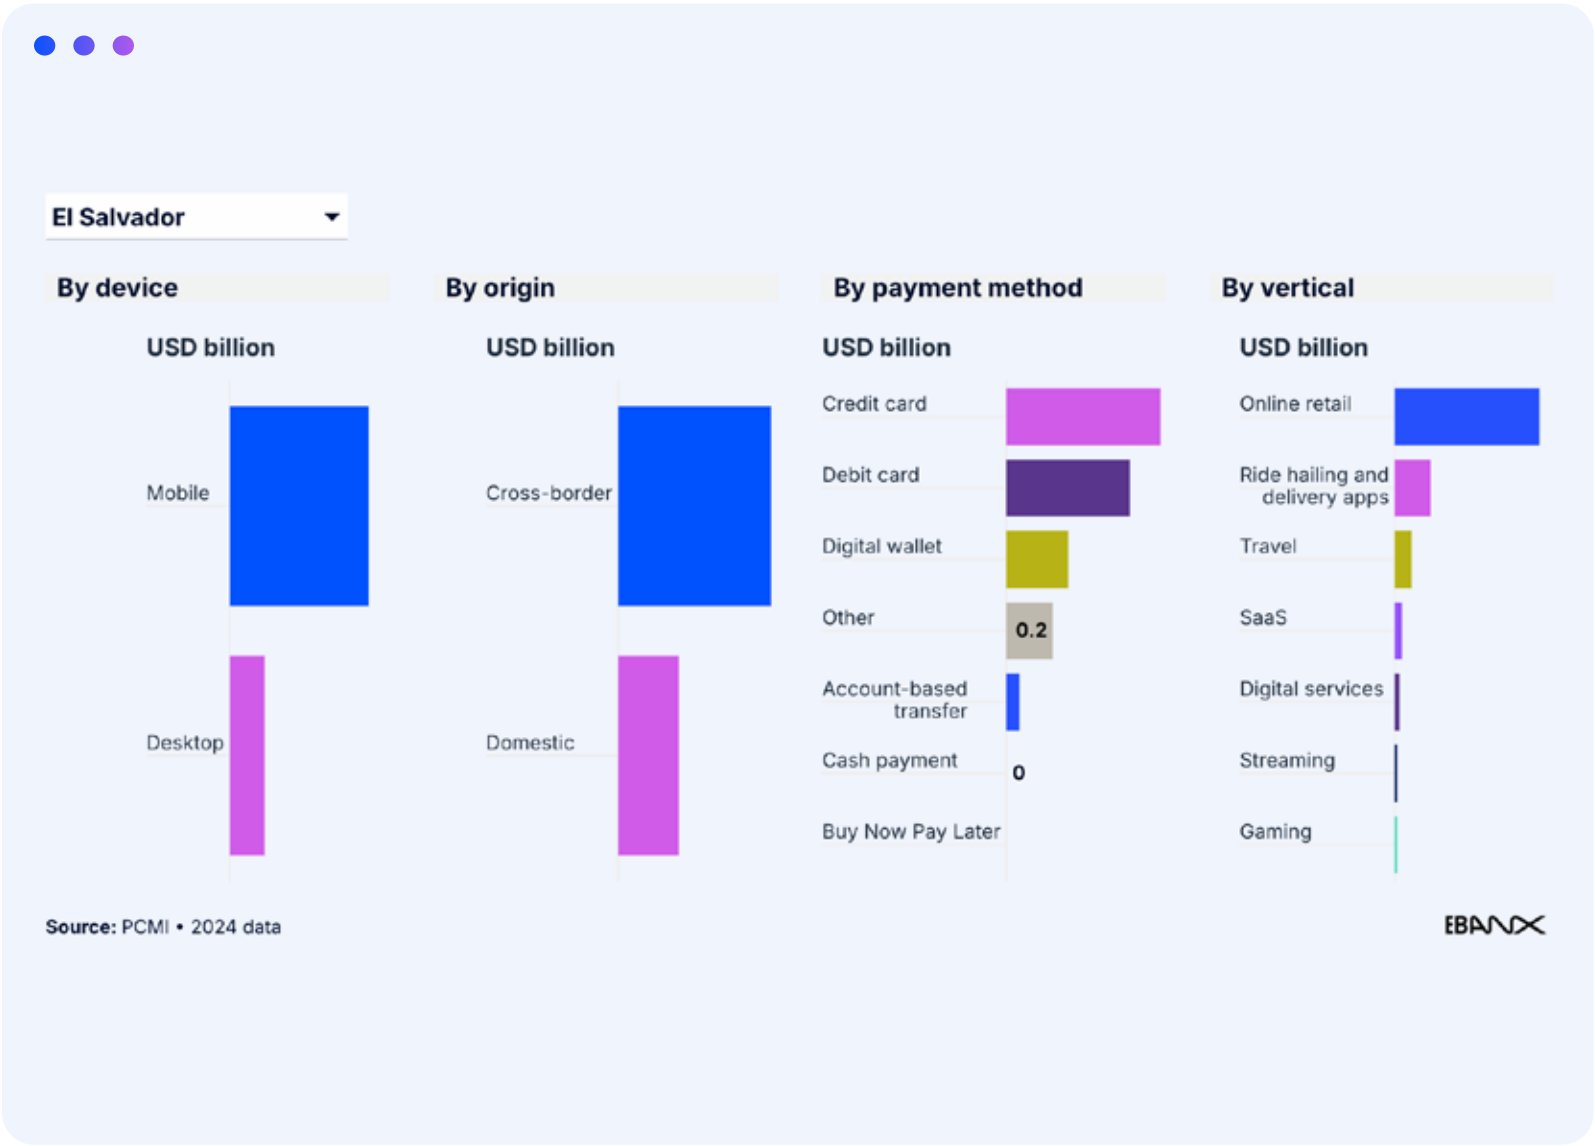 El Salvador
By device
USD billion
Mobile
Desktop
By origin
USD billion
Cross-border
Domestic
By payment method
USD billion
Credit card
Debit card
Digital wallet
Other
0.2
Account-based
transfer
Cash payment
0
Buy Now Pay Later
By vertical
USD billion
Online retail
Ride hailing and
delivery apps
Travel
SaaS
Digital services
Streaming
Gaming
Source: PCMI • 2024 data
EBANX